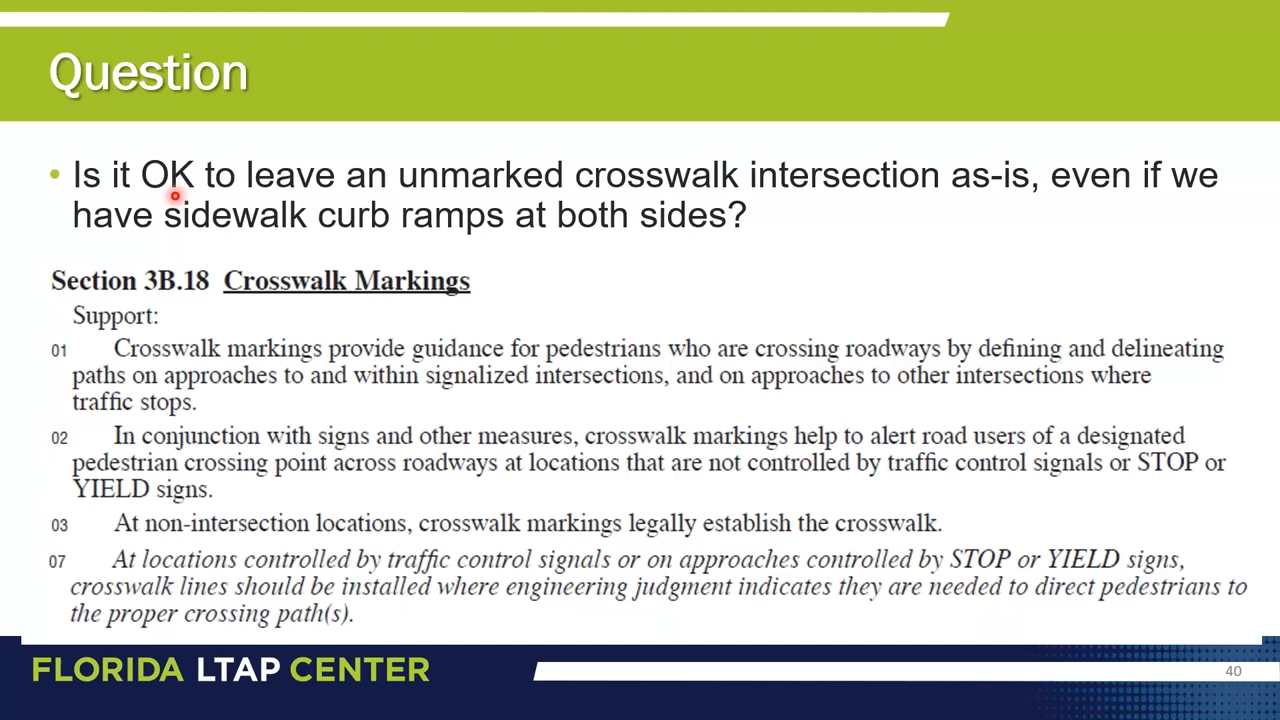 Question
• Is it OK to leave an unmarked crosswalk intersection as-is, even if we
have sidewalk curb ramps at both sides?
Section 3B.18 Crosswalk Markings
Support:
01 Crosswalk markings provide guidance for pedestrians who are crossing roadways by defining and delineating
paths on approaches to and within signalized intersections, and on approaches to other intersections where
traffic stops.
02 In conjunction with signs and other measures, crosswalk markings help to alert road users of a designated
pedestrian crossing point across roadways at locations that are not controlled by traffic control signals or STOP or
YIELD signs.
03 At non-intersection locations, crosswalk markings legally establish the crosswalk.
07 At locations controlled by traffic control signals or on approaches controlled by STOP or YIELD signs,
crosswalk lines should be installed where engineering judgment indicates they are needed to direct pedestrians to
the proper crossing path(s).
FLORIDA LTAP CENTER
40